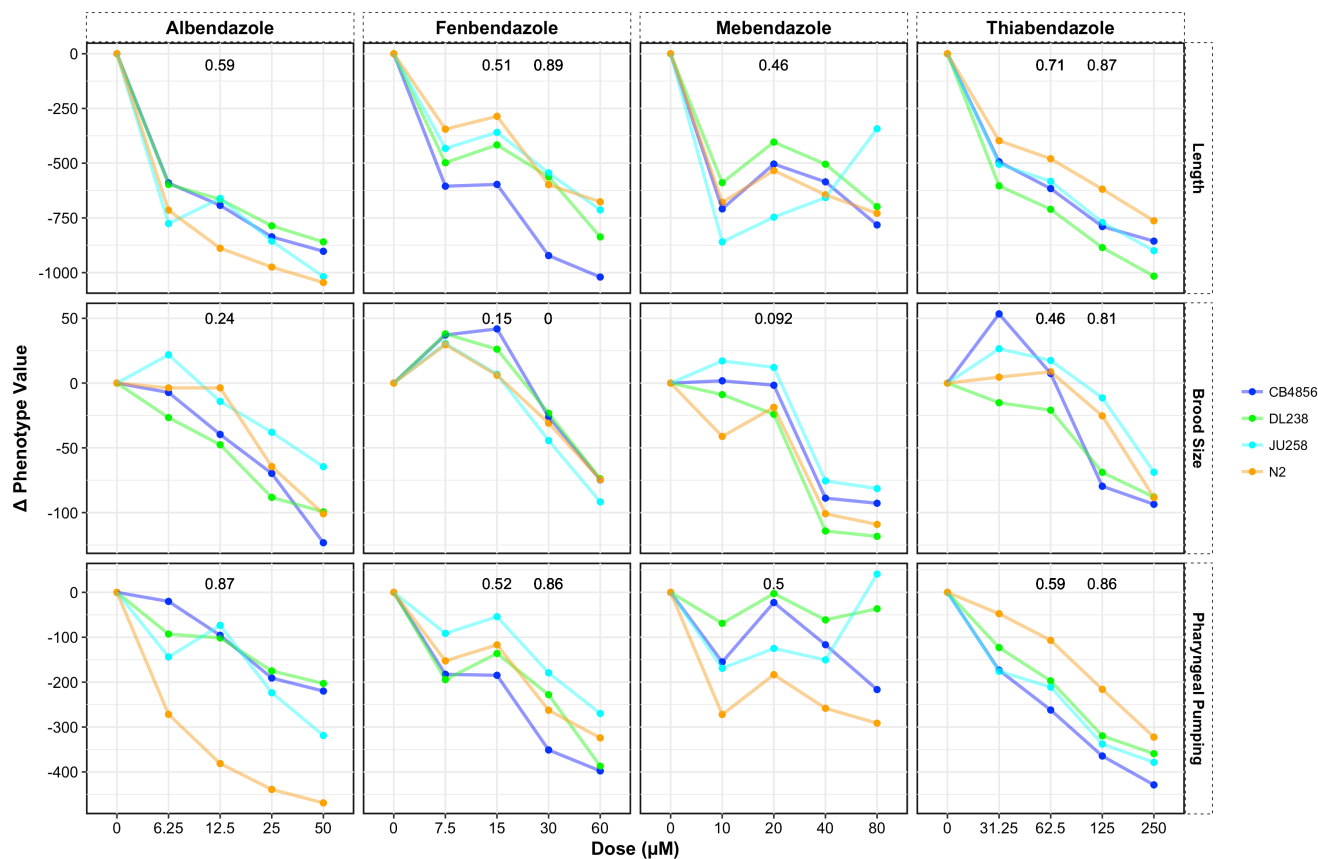 Albendazole Fenbendazole Mebendazole Thiabendazole
0 0.59 0.51 0.89 0.46 0.71 0.87
-250
-500
-750
-1000
Length
50 0.24 0.15 0 0.092 0.46 0.81
0
-50
-100
Brood Size
0 0.87 0.52 0.86 0.5 0.59 0.86
-100
-200
-300
-400
Pharyngeal Pumping
0 6.25 12.5 25 50 0 7.5 15 30 60 0 10 20 40 80 0 31.25 62.5 125 250
Dose (µM)
Δ Phenotype Value
CB4856
DL238
JU258
N2